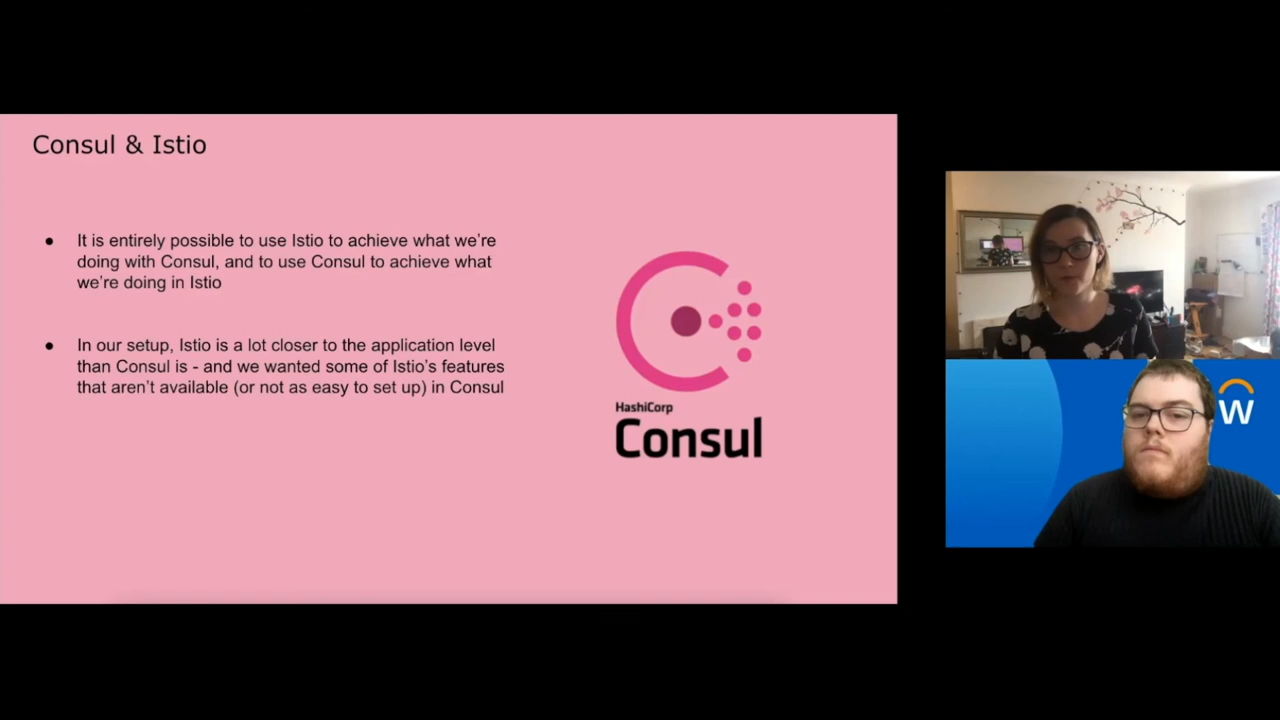 Consul & Istio
● It is entirely possible to use Istio to achieve what we’re
doing with Consul, and to use Consul to achieve what
we’re doing in Istio
● In our setup, Istio is a lot closer to the application level
than Consul is - and we wanted some of Istio’s features
that aren’t available (or not as easy to set up) in Consul
HashiCorp
Consul
W